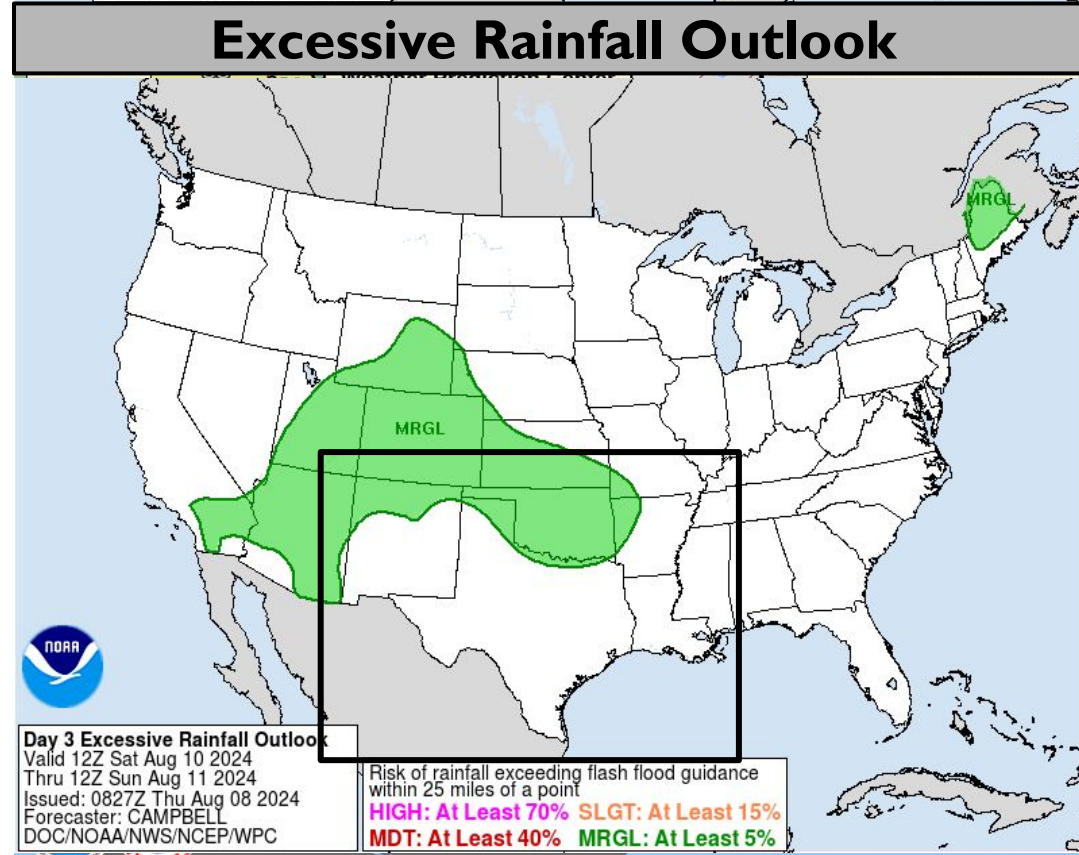 Excessive Rainfall Outlook
Weather Prediction Center
MRGL
MRGL
NOAA
Day 3 Excessive Rainfall Outlook
Valid 12Z Sat Aug 10 2024
Thru 12Z Sun Aug 11 2024
Issued: 0827Z Thu Aug 08 2024
Forecaster: CAMPBELL
DOC/NOAA/NWS/NCEP/WPC
Risk of rainfall exceeding flash flood guidance
within 25 miles of a point
HIGH: At Least 70% SLGT: At Least 15%
MDT: At Least 40% MRGL: At Least 5%